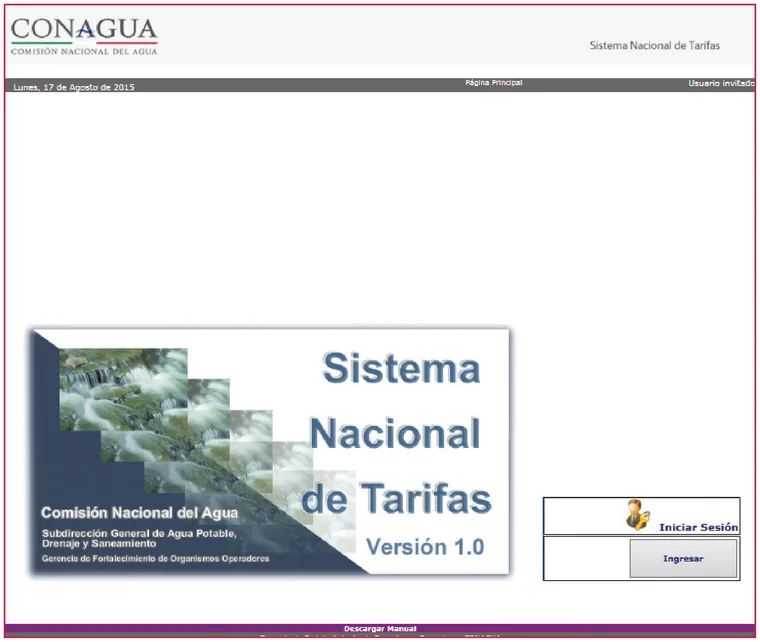 CONAGUA
COMISIÓN NACIONAL DEL AGUA
Sistema Nacional de Tarifas
Lunes, 17 de Agosto de 2015
Página Principal
Usuario invitado
Sistema
Nacional
de Tarifas
Versión 1.0
Comisión Nacional del Agua
Subdirección General de Agua Potable,
Drenaje y Saneamiento
Gerencia de Fortalecimiento de Organismos Operadores
Iniciar Sesión
Ingresar
Descargar Manual